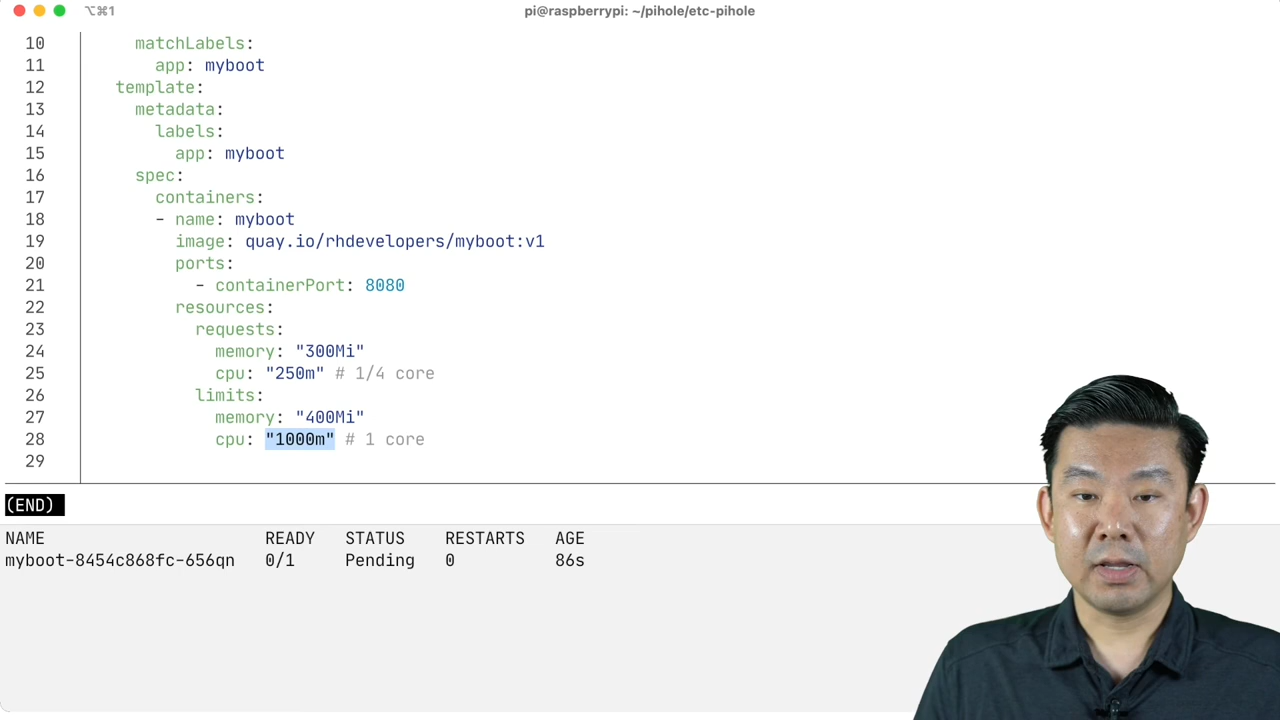 ⌥⌘1
pi@raspberrypi: ~/pihole/etc-pihole
10 matchLabels:
11 app: myboot
12 template:
13 metadata:
14 labels:
15 app: myboot
16 spec:
17 containers:
18 - name: myboot
19 image: quay.io/rhdevelopers/myboot:v1
20 ports:
21 - containerPort: 8080
22 resources:
23 requests:
24 memory: "300Mi"
25 cpu: "250m" # 1/4 core
26 limits:
27 memory: "400Mi"
28 cpu: "1000m" # 1 core
29
(END)
NAME READY STATUS RESTARTS AGE
myboot-8454c868fc-656qn 0/1 Pending 0 86s